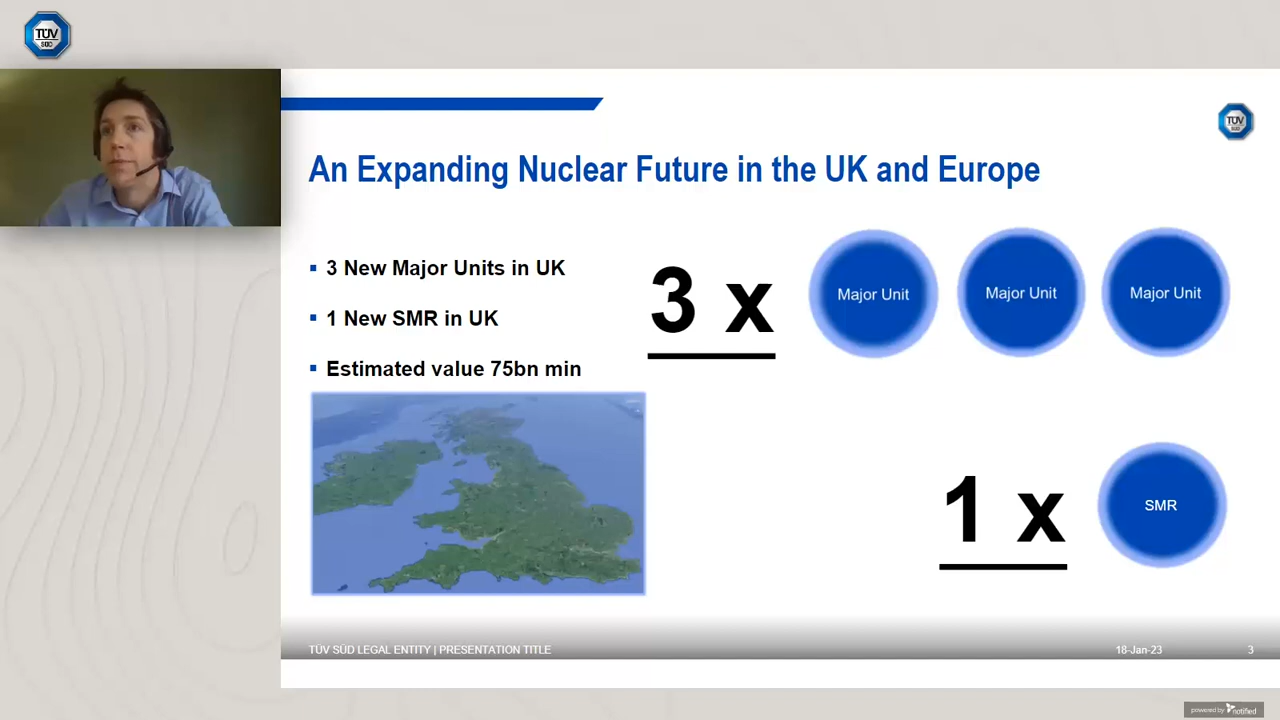 TÜV
SÜD
TÜV
SÜD
An Expanding Nuclear Future in the UK and Europe
▪ 3 New Major Units in UK
▪ 1 New SMR in UK
▪ Estimated value 75bn min
3 x
Major Unit
Major Unit
Major Unit
1 x
SMR
TÜV SÜD LEGAL ENTITY | PRESENTATION TITLE
18-Jan-23
3
powered by notified